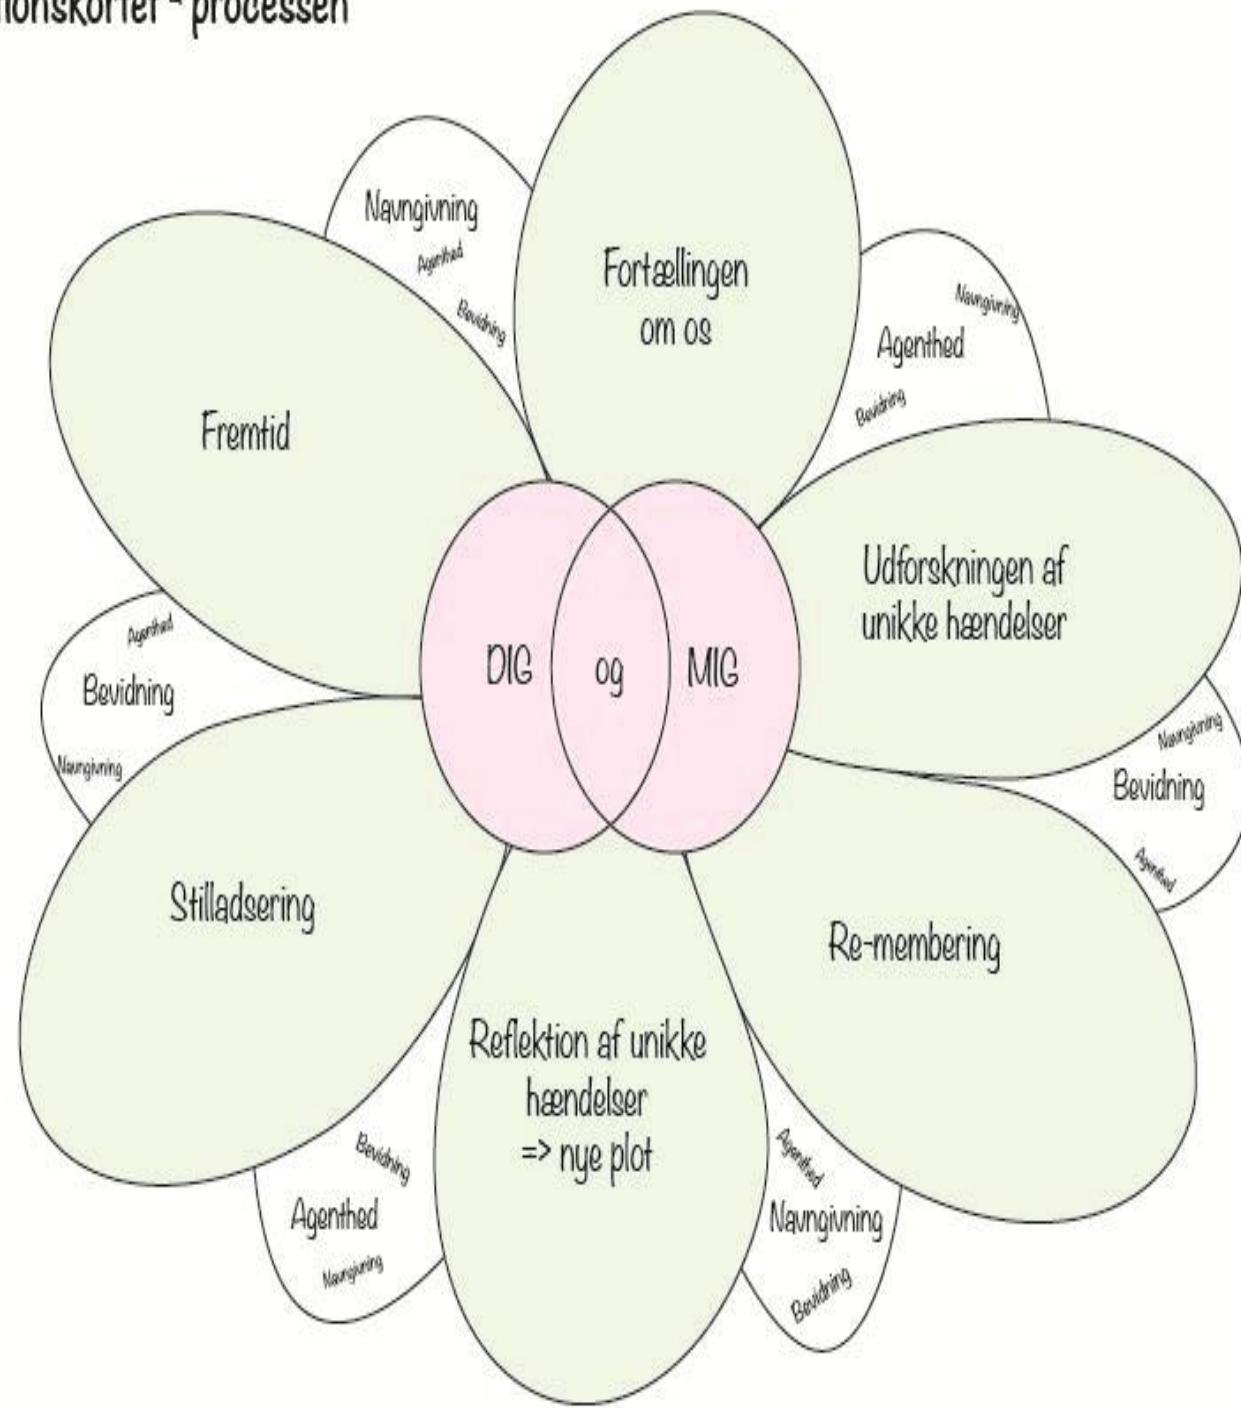 processen
Navngivning
Agenthed
Bevidning
Fortællingen
om os
Navngivning
Agenthed
Bevidning
Fremtid
Udforskningen af
unikke hændelser
DIG og MIG
Agenthed
Bevidning
Navngivning
Navngivning
Bevidning
Agenthed
Stilladsering
Re-membering
Reflektion af unikke
hændelser
=> nye plot
Bevidning
Agenthed
Navngivning
Agenthed
Navngivning
Bevidning